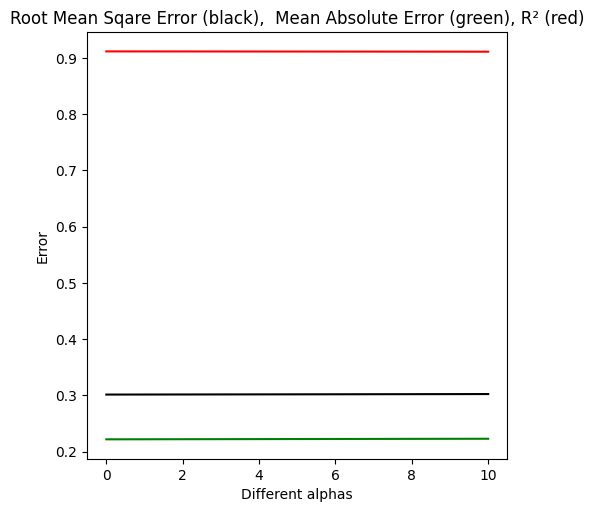 Root Mean Sqare Error (black),  Mean Absolute Error (green), R² (red)
0.9
0.8
0.7
0.6
0.5
0.4
0.3
0.2
Error
0 2 4 6 8 10
Different alphas